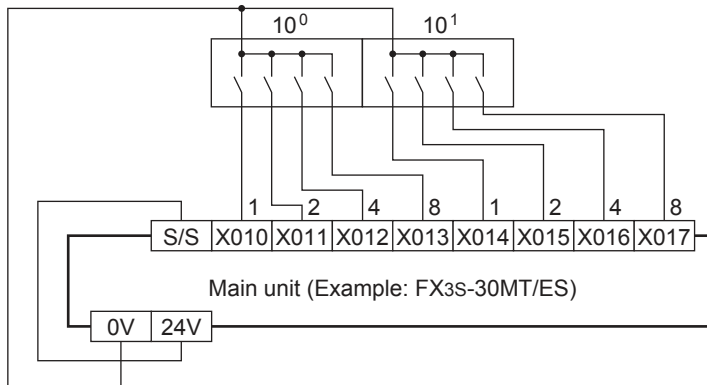 10⁰ 10¹
1 2 4 8 1 2 4 8
S/S X010 X011 X012 X013 X014 X015 X016 X017
Main unit (Example: FX3S-30MT/ES)
0V 24V